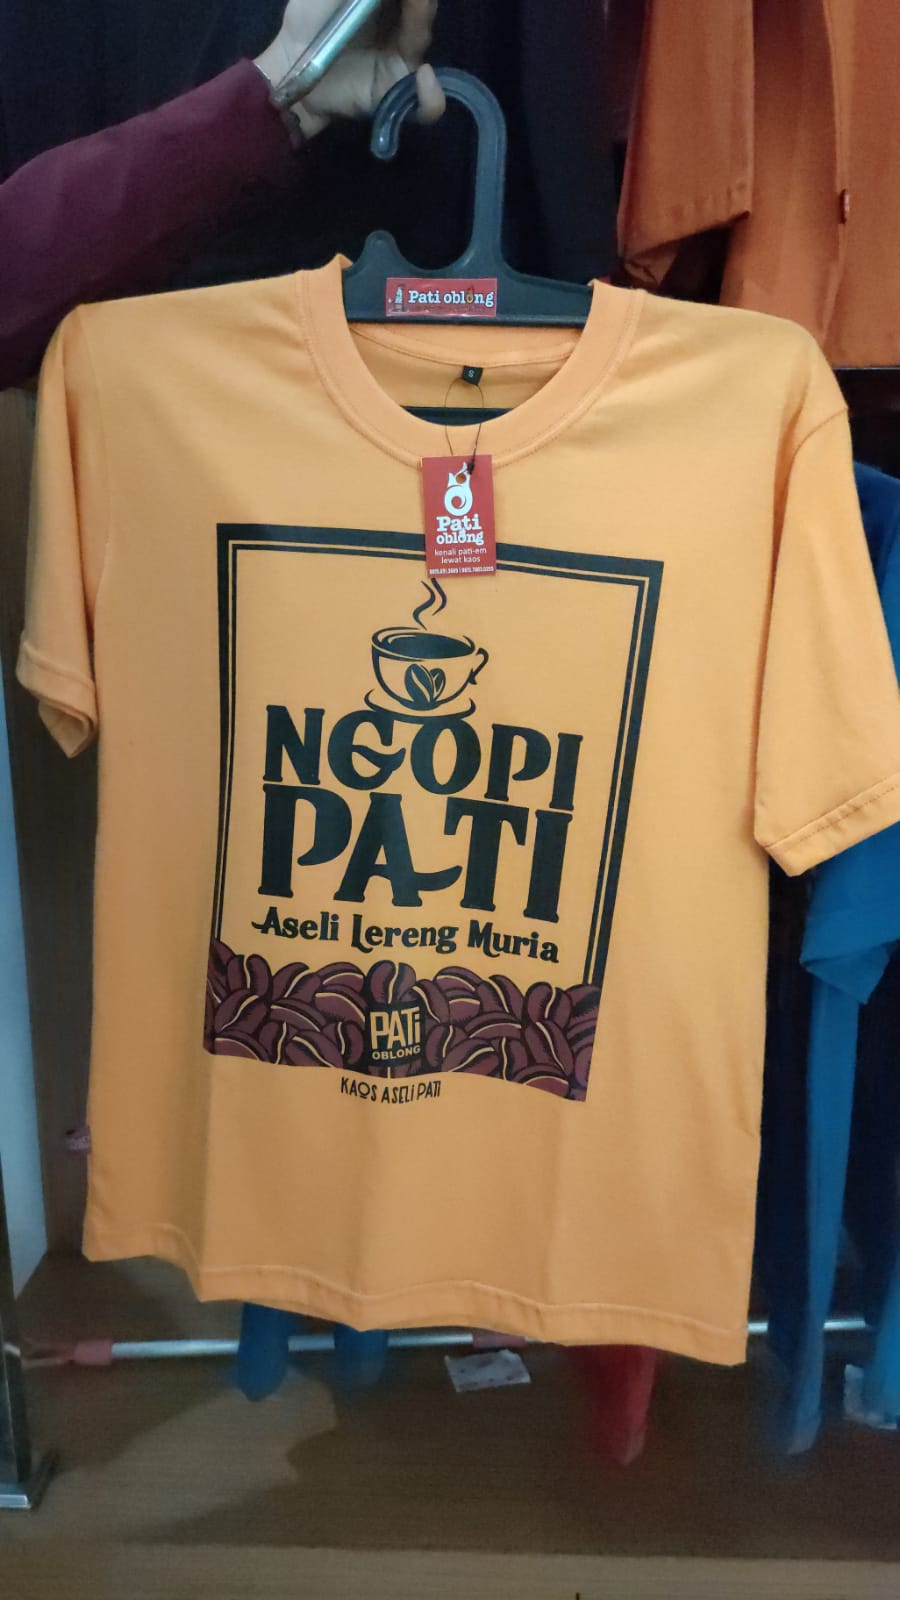 Pati oblong
S
Pati
oblong
kenali pati-em
lewat kaos
NGOPI
PATI
Aseli Lereng Muria
PATi
OBLONG
KAOS ASELI PATI